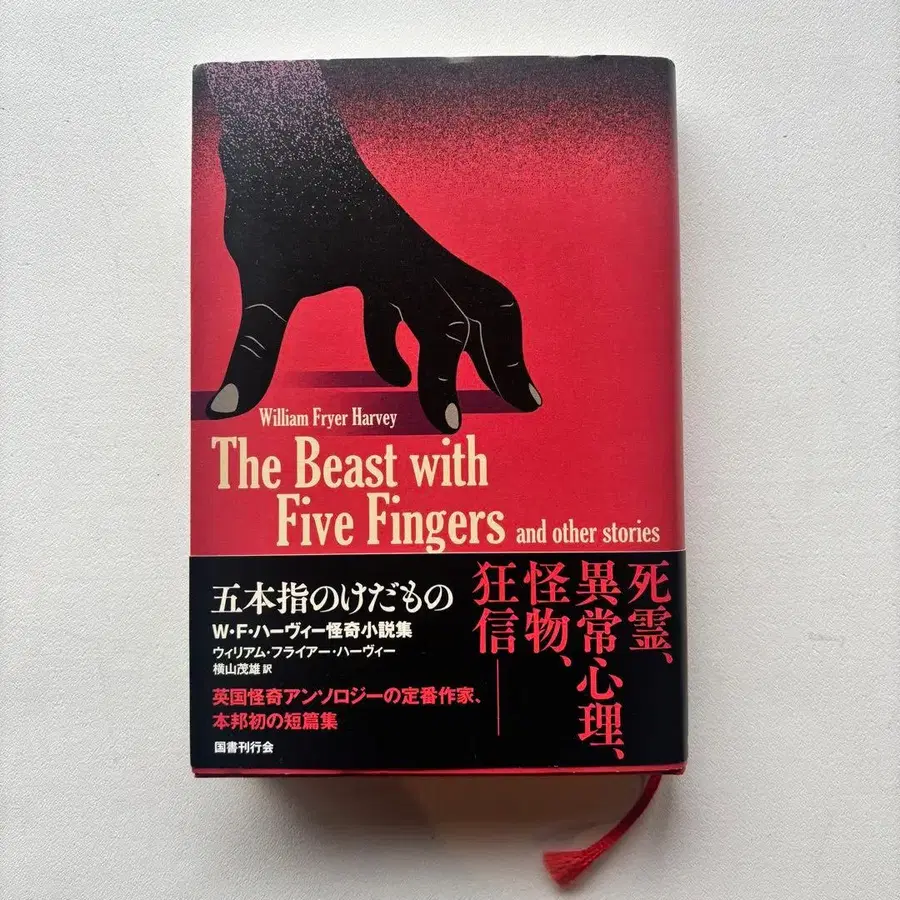 William Fryer Harvey
The Beast with
Five Fingers and other stories
死霊、
異常心理、
怪物、
狂信──
五本指のけだもの
W・F・ハーヴィー怪奇小説集
ウィリアム・フライアー・ハーヴィー
横山茂雄 訳
英国怪奇アンソロジーの定番作家、
本邦初の短篇集
国書刊行会